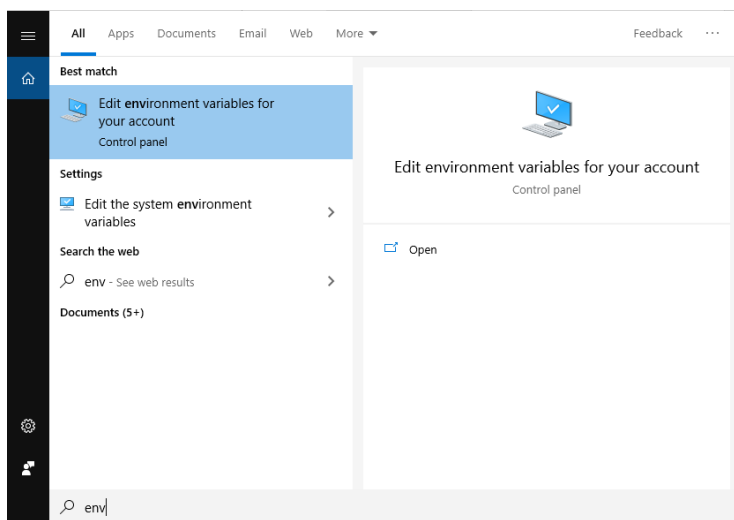 All Apps Documents Email Web More Feedback ...
Best match
Edit environment variables for
your account
Control panel
Settings
Edit the system environment
variables
Search the web
env - See web results
Documents (5+)
Edit environment variables for your account
Control panel
Open
env